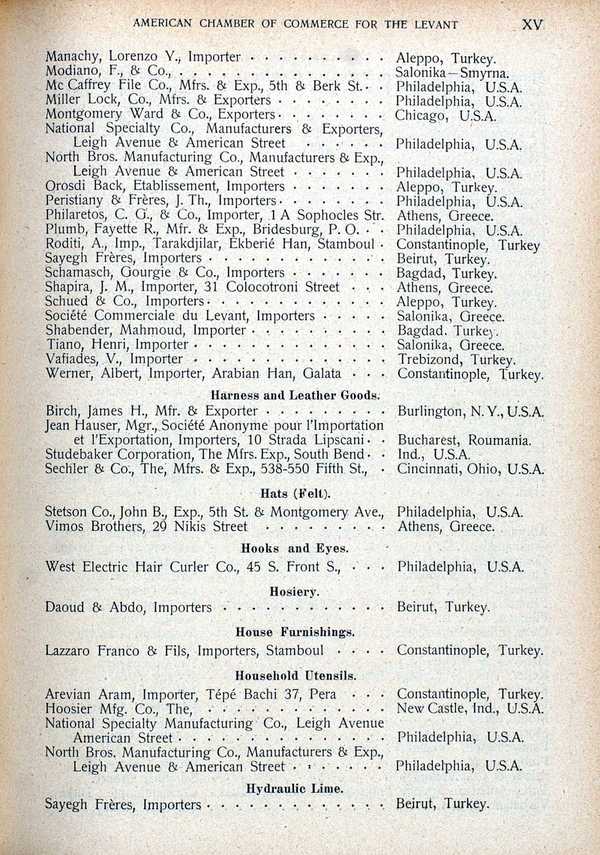 AMERICAN CHAMBER OF COMMERCE FOR THE LEVANT XV
Manachy, Lorenzo Y., Importer . . . . . . . . . . Aleppo, Turkey.
Modiano, F., & Co., . . . . . . . . . . . . . . . Salonika—Smyrna.
Mc Caffrey File Co., Mfrs. & Exp., 5th & Berk St. . . Philadelphia, U.S.A.
Miller Lock, Co., Mfrs. & Exporters . . . . . . . . Philadelphia, U.S.A.
Montgomery Ward & Co., Exporters . . . . . . . . Chicago, U.S.A.
National Specialty Co., Manufacturers & Exporters,
Leigh Avenue & American Street . . . . . . Philadelphia, U.S.A.
North Bros. Manufacturing Co., Manufacturers & Exp.,
Leigh Avenue & American Street . . . . . . . Philadelphia, U.S.A.
Orosdi Back, Etablissement, Importers . . . . . . . Aleppo, Turkey.
Peristiany & Frères, J. Th., Importers . . . . . . . . Philadelphia, U.S.A.
Philaretos, C. G., & Co., Importer, 1 A Sophocles Str. Athens, Greece.
Plumb, Fayette R., Mfr. & Exp., Bridesburg, P. O. . . Philadelphia, U.S.A.
Roditi, A., Imp., Tarakdjilar, Ekberié Han, Stamboul . Constantinople, Turkey
Sayegh Frères, Importers . . . . . . . . . . . . . Beirut, Turkey.
Schamasch, Gourgie & Co., Importers . . . . . . . Bagdad, Turkey.
Shapira, J. M., Importer, 31 Colocotroni Street . . . Athens, Greece.
Schued & Co., Importers . . . . . . . . . . . . . Aleppo, Turkey.
Société Commerciale du Levant, Importers . . . . . Salonika, Greece.
Shabender, Mahmoud, Importer . . . . . . . . . . Bagdad. Turkey.
Tiano, Henri, Importer . . . . . . . . . . . . . . Salonika, Greece.
Vafiades, V., Importer . . . . . . . . . . . . . . Trebizond, Turkey.
Werner, Albert, Importer, Arabian Han, Galata . . . Constantinople, Turkey.
Harness and Leather Goods.
Birch, James H., Mfr. & Exporter . . . . . . . . . Burlington, N. Y., U.S.A.
Jean Hauser, Mgr., Société Anonyme pour l'Importation
et l'Exportation, Importers, 10 Strada Lipscani . . Bucharest, Roumania.
Studebaker Corporation, The Mfrs. Exp., South Bend . . Ind., U.S.A.
Sechler & Co., The, Mfrs. & Exp., 538-550 Fifth St., . Cincinnati, Ohio, U.S.A.
Hats (Felt).
Stetson Co., John B., Exp., 5th St. & Montgomery Ave., Philadelphia, U.S.A.
Vimos Brothers, 29 Nikis Street . . . . . . . . . Athens, Greece.
Hooks and Eyes.
West Electric Hair Curler Co., 45 S. Front S., . . . Philadelphia, U.S.A.
Hosiery.
Daoud & Abdo, Importers . . . . . . . . . . . . Beirut, Turkey.
House Furnishings.
Lazzaro Franco & Fils, Importers, Stamboul . . . . Constantinople, Turkey.
Household Utensils.
Arevian Aram, Importer, Tépé Bachi 37, Pera . . . Constantinople, Turkey.
Hoosier Mfg. Co., The, . . . . . . . . . . . . . New Castle, Ind., U.S.A.
National Specialty Manufacturing Co., Leigh Avenue
American Street . . . . . . . . . . . . . . . Philadelphia, U.S.A.
North Bros. Manufacturing Co., Manufacturers & Exp.,
Leigh Avenue & American Street . . . . . . . Philadelphia, U.S.A.
Hydraulic Lime.
Sayegh Frères, Importers . . . . . . . . . . . . . Beirut, Turkey.